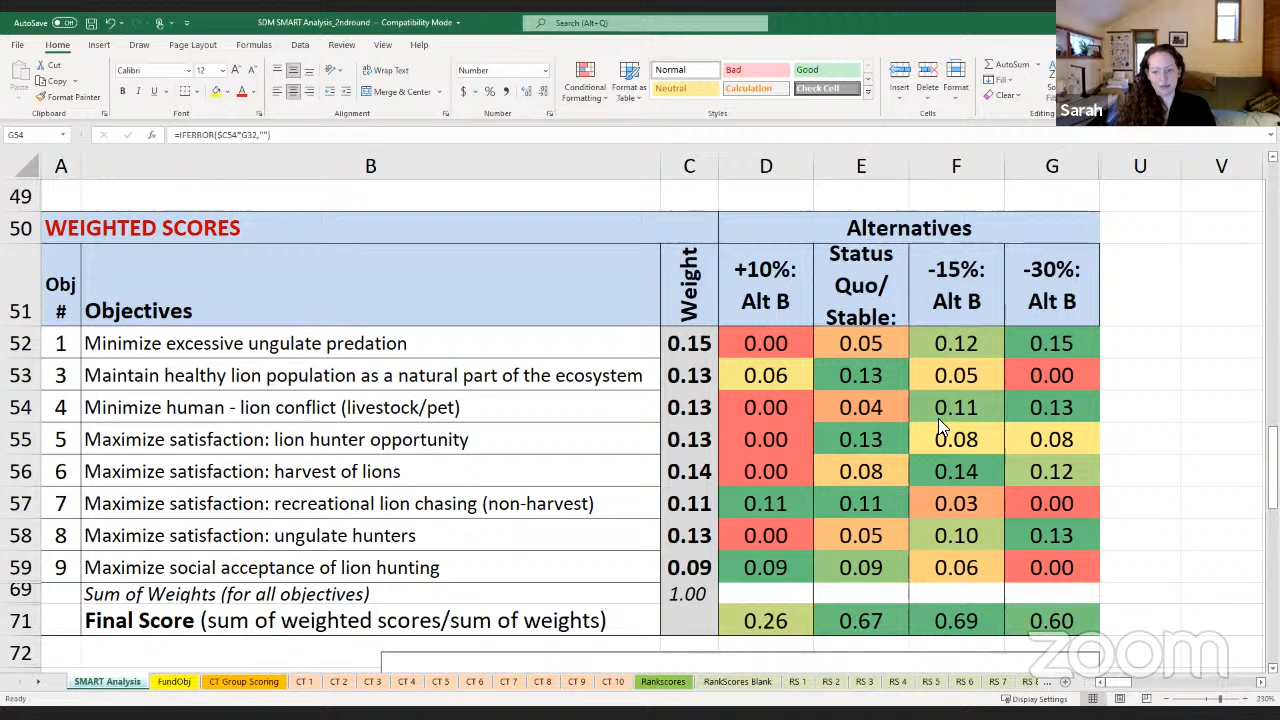 AutoSave Off SDM SMART Analysis_2ndround - Compatibility Mode Search (Alt+Q)
File Home Insert Draw Page Layout Formulas Data Review View Help
Cut
Copy
Paste Format Painter
Calibri 12 Wrap Text Number
B I U A Merge & Center $ % 
Conditional Formatting Format as Table
Normal Bad Good
Neutral Calculation Check Cell
Insert Delete Format
AutoSum
Fill
Clear
Clipboard Font Alignment Number Styles Cells Editing
Sarah
G54 fx =IFERROR($C54*G32,"")
A B C D E F G U V
49
50 WEIGHTED SCORES Alternatives
51 Obj # Objectives Weight +10%: Alt B Status Quo/ Stable: -15%: Alt B -30%: Alt B
52 1 Minimize excessive ungulate predation 0.15 0.00 0.05 0.12 0.15
53 3 Maintain healthy lion population as a natural part of the ecosystem 0.13 0.06 0.13 0.05 0.00
54 4 Minimize human - lion conflict (livestock/pet) 0.13 0.00 0.04 0.11 0.13
55 5 Maximize satisfaction: lion hunter opportunity 0.13 0.00 0.13 0.08 0.08
56 6 Maximize satisfaction: harvest of lions 0.14 0.00 0.08 0.14 0.12
57 7 Maximize satisfaction: recreational lion chasing (non-harvest) 0.11 0.11 0.11 0.03 0.00
58 8 Maximize satisfaction: ungulate hunters 0.13 0.00 0.05 0.10 0.13
59 9 Maximize social acceptance of lion hunting 0.09 0.09 0.09 0.06 0.00
69 Sum of Weights (for all objectives) 1.00
71 Final Score (sum of weighted scores/sum of weights) 0.26 0.67 0.69 0.60
72
zoom
SMART Analysis FundObj CT Group Scoring CT 1 CT 2 CT 3 CT 4 CT 5 CT 6 CT 7 CT 8 CT 9 CT 10 Rankscores RankScores Blank RS 1 RS 2 RS 3 RS 4 RS 5 RS 6 RS 7 RS 8 ...
Ready Display Settings 230%